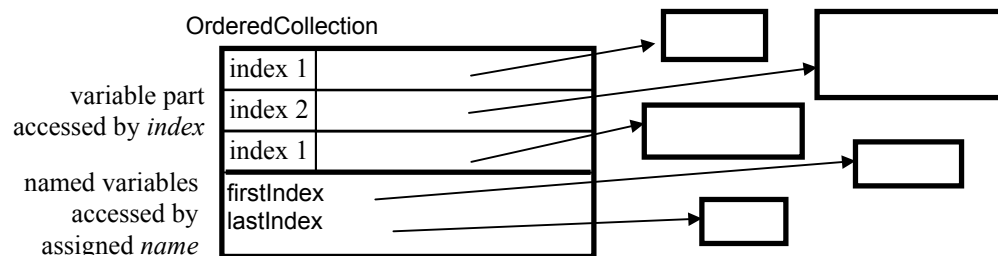 OrderedCollection
index 1
variable part
accessed by index
index 2
index 1
named variables
accessed by
assigned name
firstIndex
lastIndex